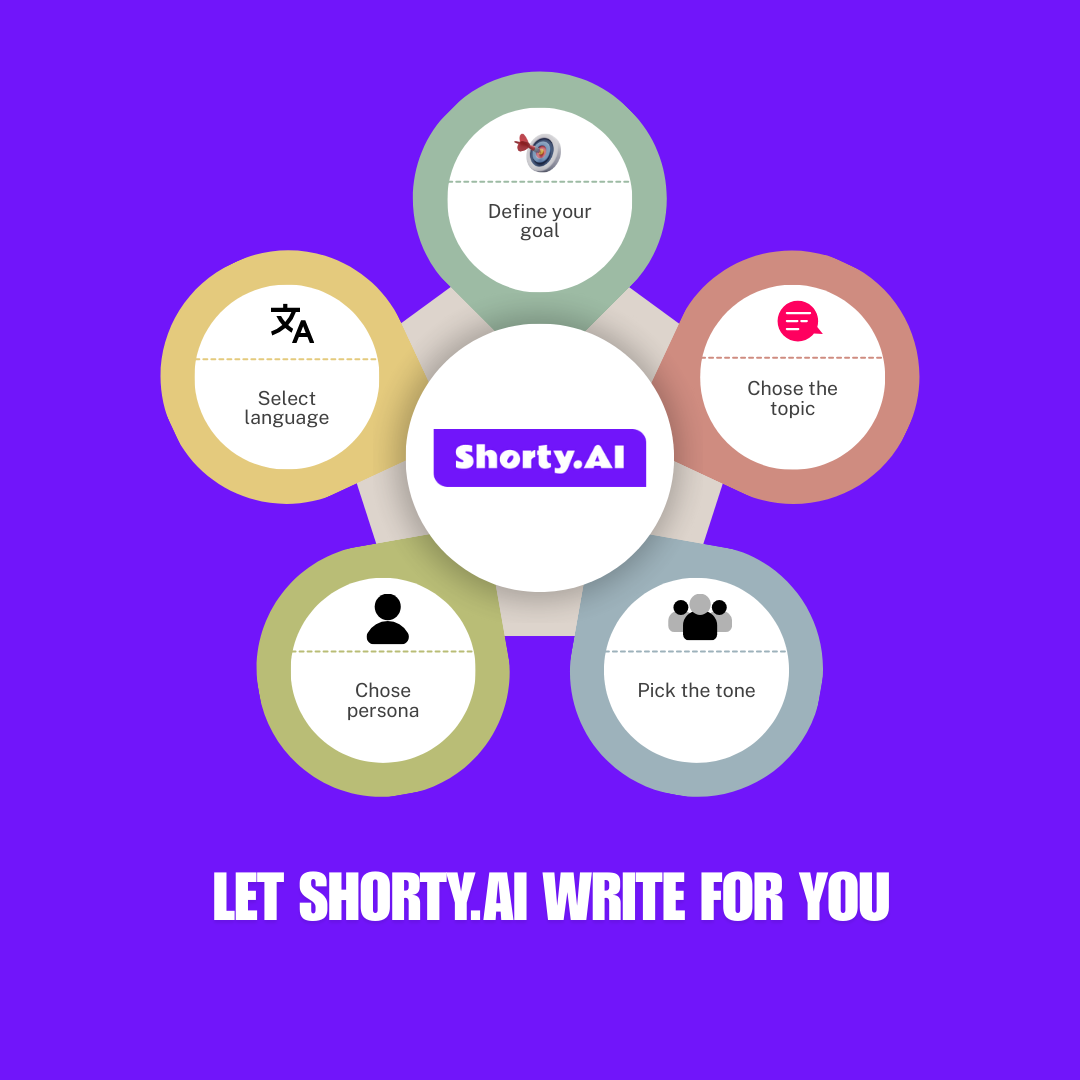 Define your
goal
Select
language
Chose the
topic
Shorty.AI
Chose
persona
Pick the tone
LET SHORTY.AI WRITE FOR YOU